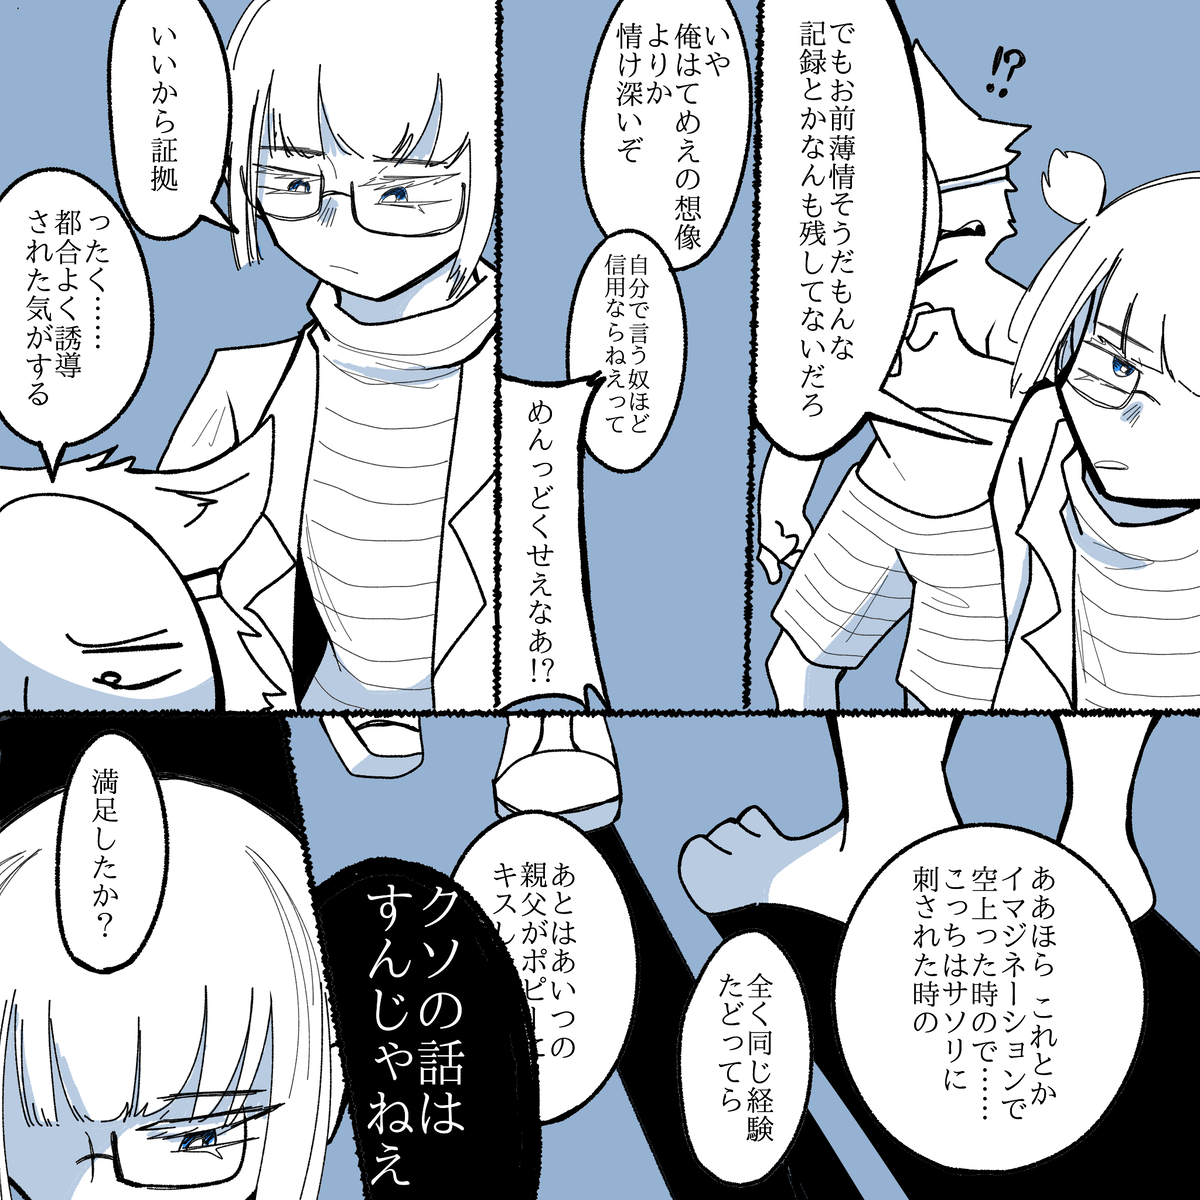 !?
でもお前薄情そうだもんな
記録とかなんも残してないだろ
いや
俺はてめえの想像
よりか
情け深いぞ
自分で言う奴ほど
信用ならねえって
めんっどくせえなあ!?
いいから証拠
ったく……
都合よく誘導
された気がする
ああほら これとか
イマジネーションで
空上った時ので……
こっちはサソリに
刺された時の
全く同じ経験
たどってら
あとはあいつの
親父がポピーに
キスし
クソの話は
すんじゃねえ
満足したか?